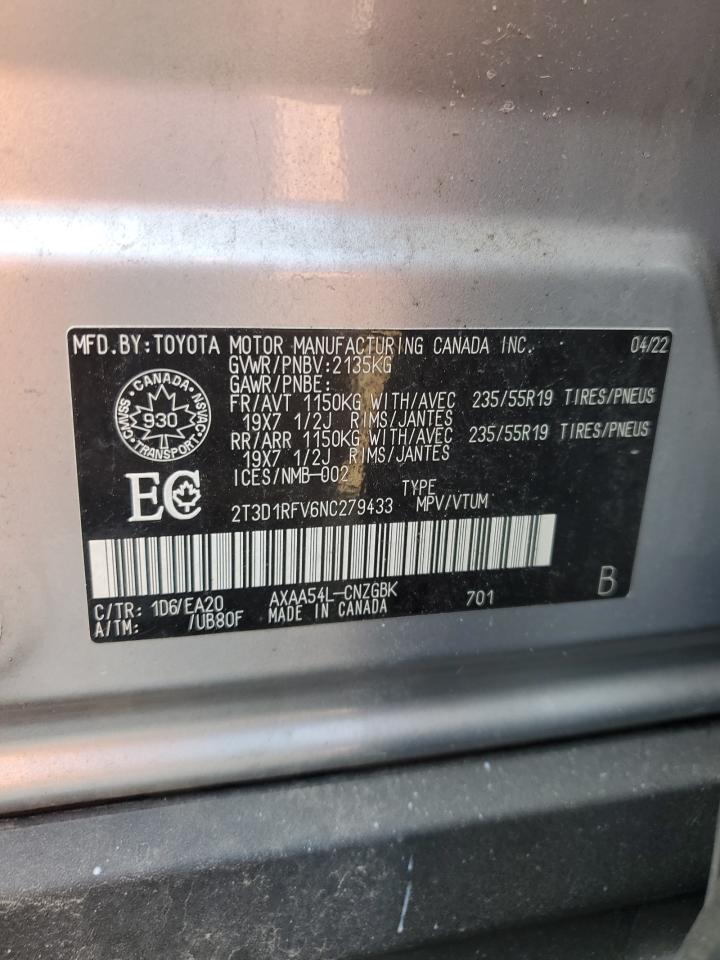 MFD.BY:TOYOTA MOTOR MANUFACTURING CANADA INC. 04/22
GVWR/PNBV:2135KG
GAWR/PNBE:
FR/AVT 1150KG WITH/AVEC 235/55R19 TIRES/PNEUS
19X7 1/2J RIMS/JANTES
RR/ARR 1150KG WITH/AVEC 235/55R19 TIRES/PNEUS
19X7 1/2J RIMS/JANTES
ICES/NMB-002
CANADA
CMVSS 930 NSVAC
TRANSPORT
EC
TYPE
2T3D1RFV6NC279433 MPV/VTUM
C/TR: 1D6/EA20 AXAA54L-CNZGBK 701 B
A/TM: /UB80F MADE IN CANADA